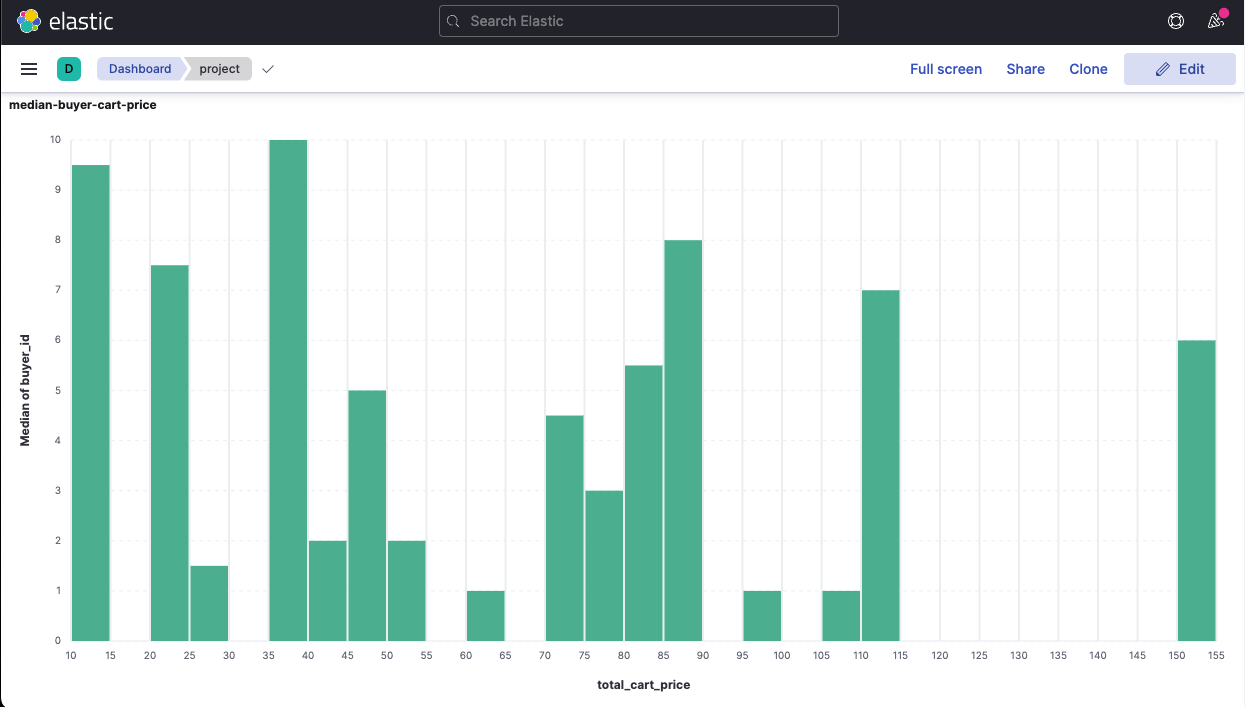 elastic
Search Elastic
D
Dashboard
project
Full screen
Share
Clone
Edit
median-buyer-cart-price
10
9
8
7
6
5
4
3
2
1
0
Median of buyer_id
10 15 20 25 30 35 40 45 50 55 60 65 70 75 80 85 90 95 100 105 110 115 120 125 130 135 140 145 150 155
total_cart_price